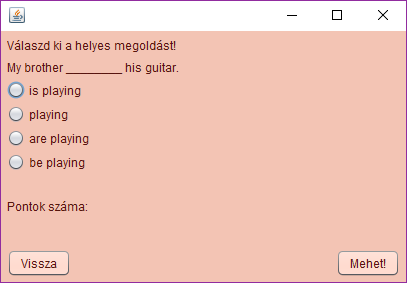 Válaszd ki a helyes megoldást!
My brother ________ his guitar.
is playing
playing
are playing
be playing
Pontok száma:
Vissza
Mehet!